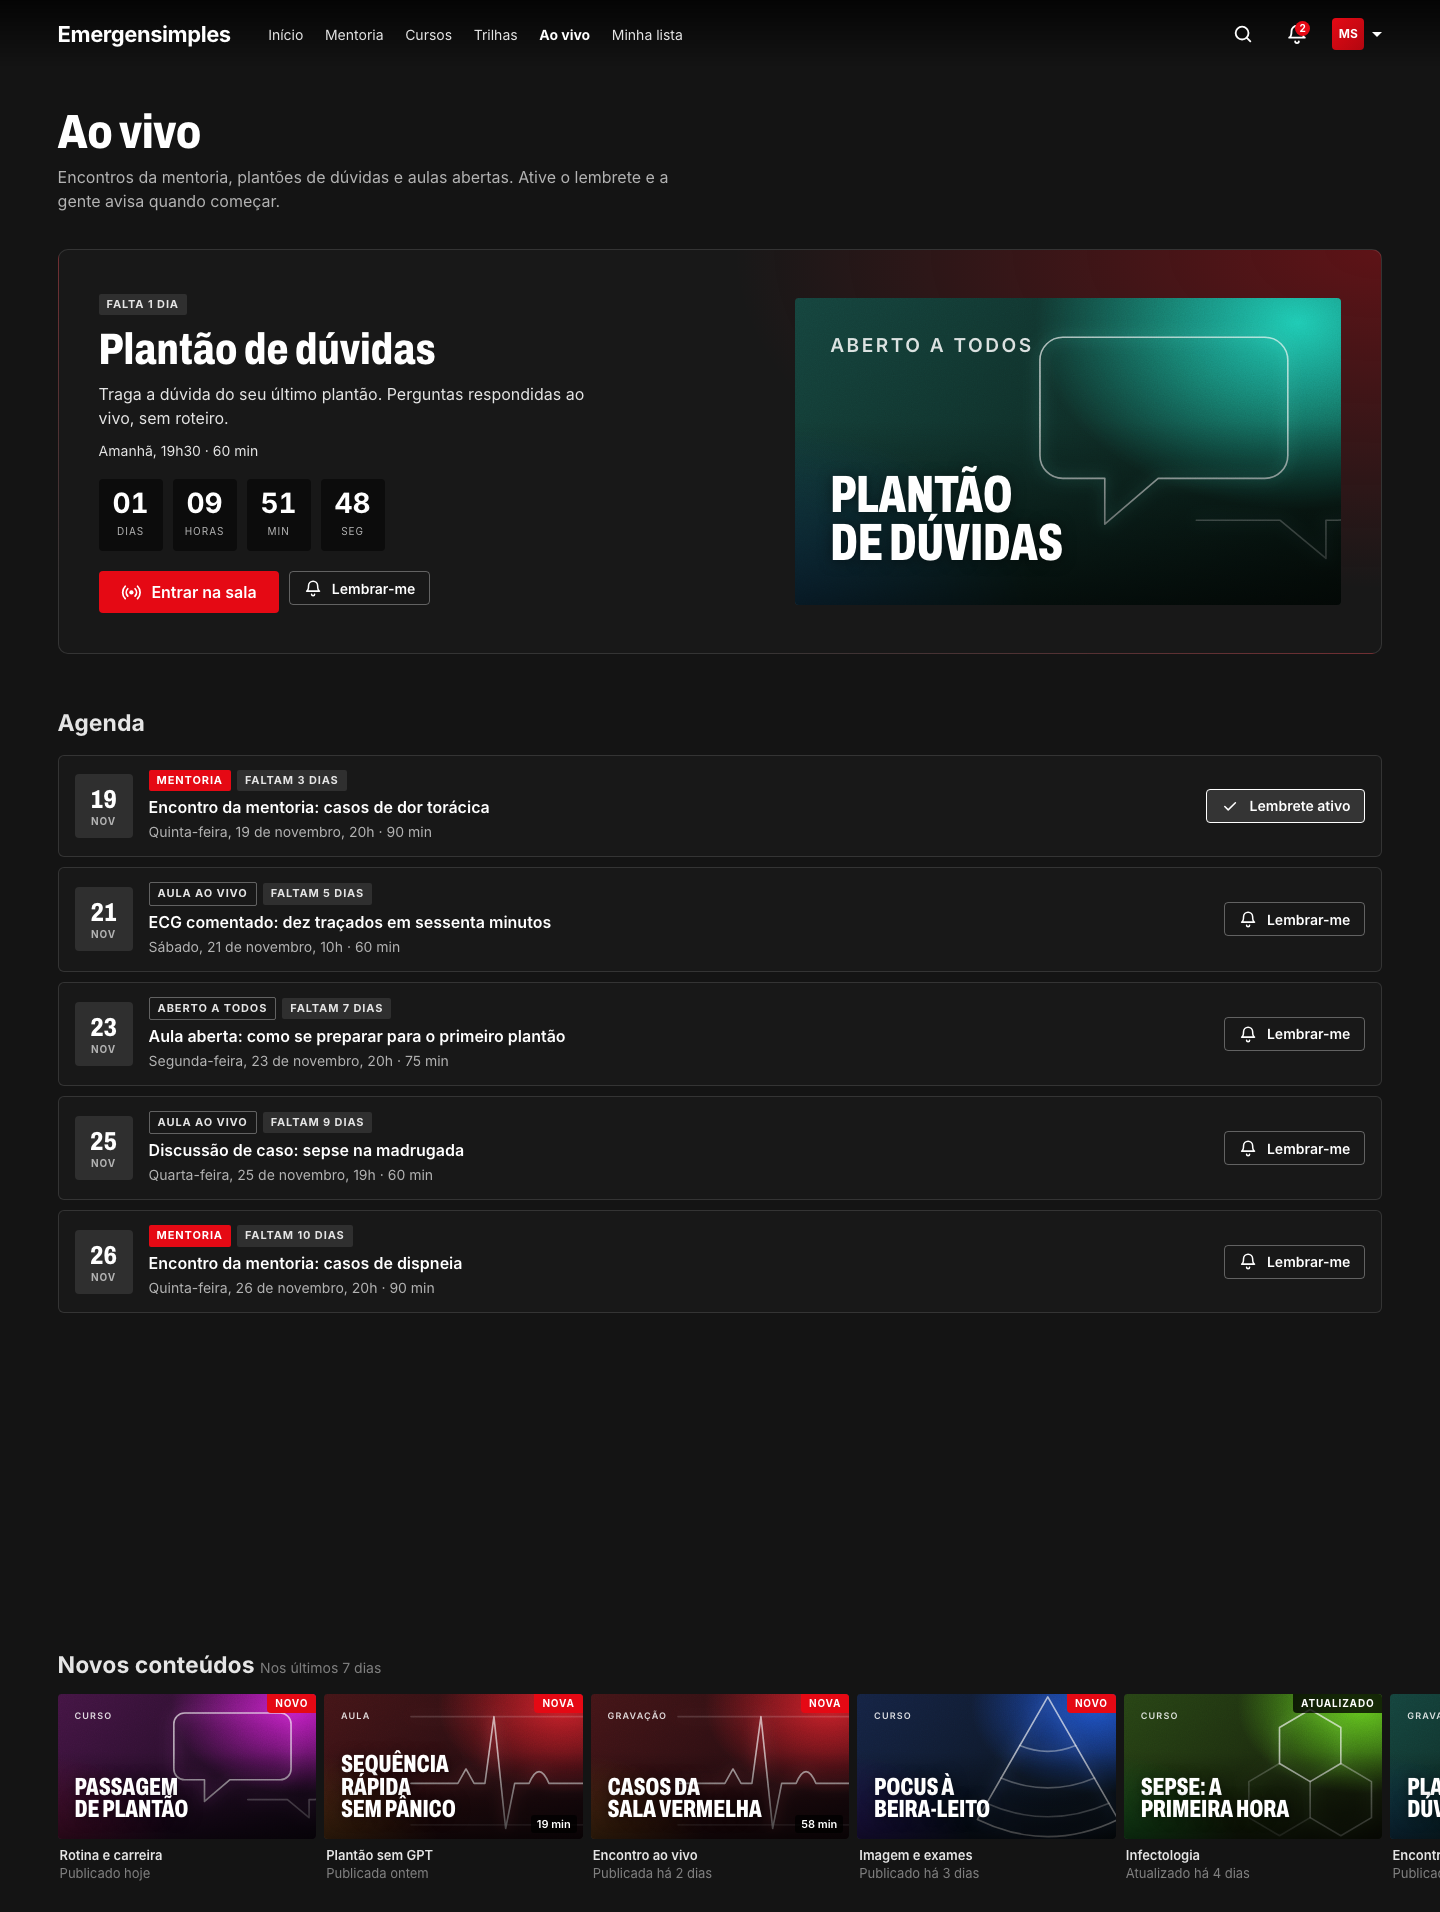 Emergensimples
Início Mentoria Cursos Trilhas Ao vivo Minha lista
2
MS
Ao vivo
Encontros da mentoria, plantões de dúvidas e aulas abertas. Ative o lembrete e a
gente avisa quando começar.
FALTA 1 DIA
Plantão de dúvidas
Traga a dúvida do seu último plantão. Perguntas respondidas ao
vivo, sem roteiro.
Amanhã, 19h30 · 60 min
01 09 51 48
DIAS HORAS MIN SEG
Entrar na sala
Lembrar-me
ABERTO A TODOS
PLANTÃO
DE DÚVIDAS
Agenda
19
NOV
MENTORIA FALTAM 3 DIAS
Encontro da mentoria: casos de dor torácica
Quinta-feira, 19 de novembro, 20h · 90 min
Lembrete ativo
21
NOV
AULA AO VIVO FALTAM 5 DIAS
ECG comentado: dez traçados em sessenta minutos
Sábado, 21 de novembro, 10h · 60 min
Lembrar-me
23
NOV
ABERTO A TODOS FALTAM 7 DIAS
Aula aberta: como se preparar para o primeiro plantão
Segunda-feira, 23 de novembro, 20h · 75 min
Lembrar-me
25
NOV
AULA AO VIVO FALTAM 9 DIAS
Discussão de caso: sepse na madrugada
Quarta-feira, 25 de novembro, 19h · 60 min
Lembrar-me
26
NOV
MENTORIA FALTAM 10 DIAS
Encontro da mentoria: casos de dispneia
Quinta-feira, 26 de novembro, 20h · 90 min
Lembrar-me
Novos conteúdos Nos últimos 7 dias
NOVO
CURSO
PASSAGEM
DE PLANTÃO
Rotina e carreira
Publicado hoje
NOVA
AULA
SEQUÊNCIA
RÁPIDA
SEM PÂNICO
19 min
Plantão sem GPT
Publicada ontem
NOVA
GRAVAÇÃO
CASOS DA
SALA VERMELHA
58 min
Encontro ao vivo
Publicada há 2 dias
NOVO
CURSO
POCUS À
BEIRA-LEITO
Imagem e exames
Publicado há 3 dias
ATUALIZADO
CURSO
SEPSE: A
PRIMEIRA HORA
Infectologia
Atualizado há 4 dias